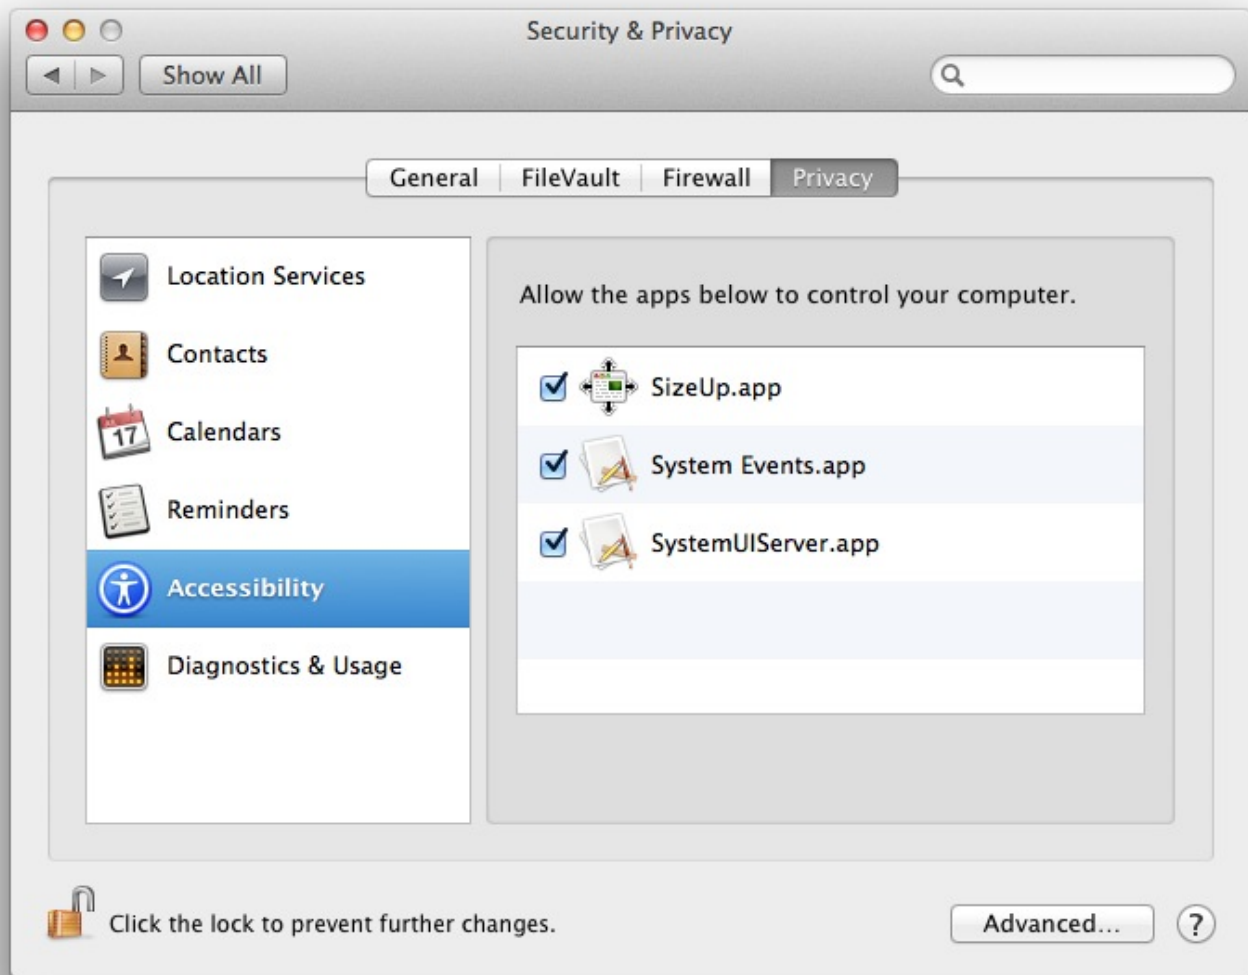 Security & Privacy
Show All
General FileVault Firewall Privacy
Location Services
Contacts
17 Calendars
Reminders
Accessibility
Diagnostics & Usage
Allow the apps below to control your computer.
SizeUp.app
System Events.app
SystemUIServer.app
Click the lock to prevent further changes.
Advanced... ?